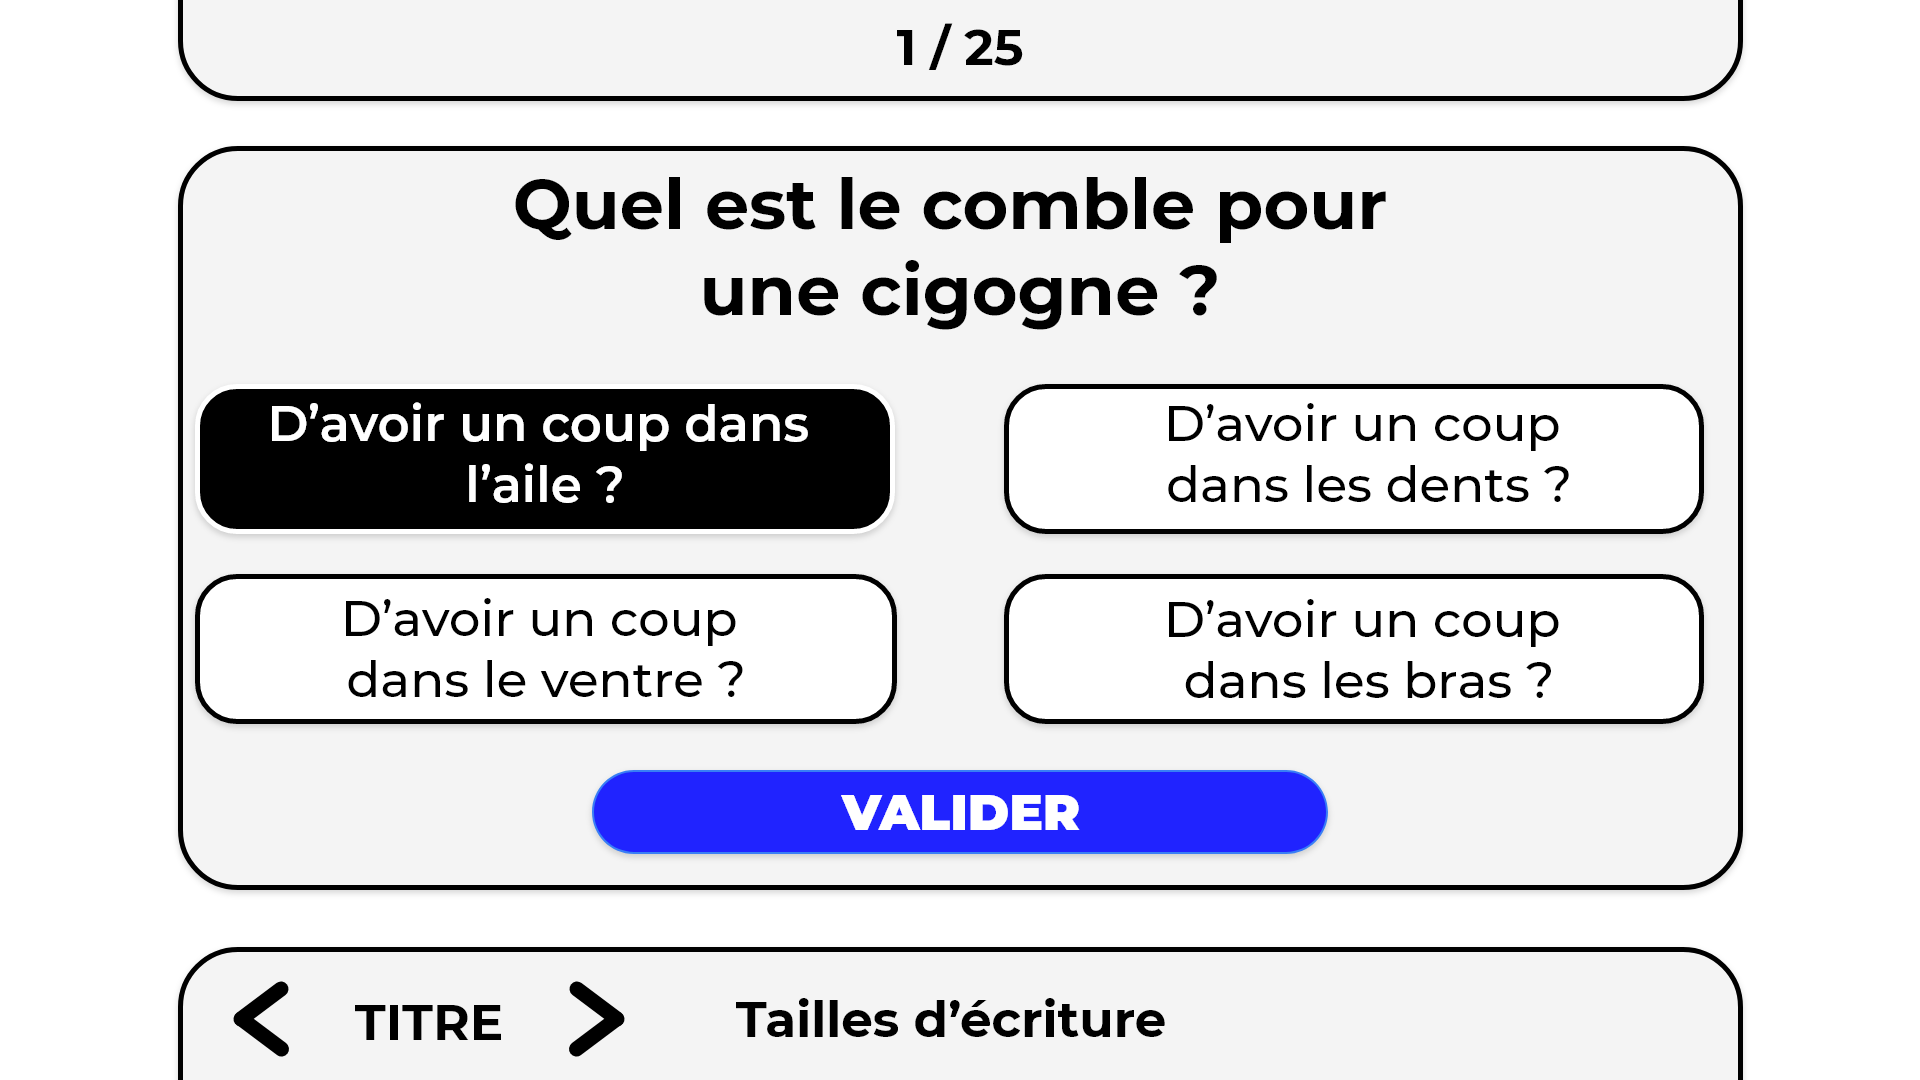 1 / 25
Quel est le comble pour
une cigogne ?
D’avoir un coup dans
l’aile ?
D’avoir un coup
dans les dents ?
D’avoir un coup
dans le ventre ?
D’avoir un coup
dans les bras ?
VALIDER
TITRE
Tailles d’écriture